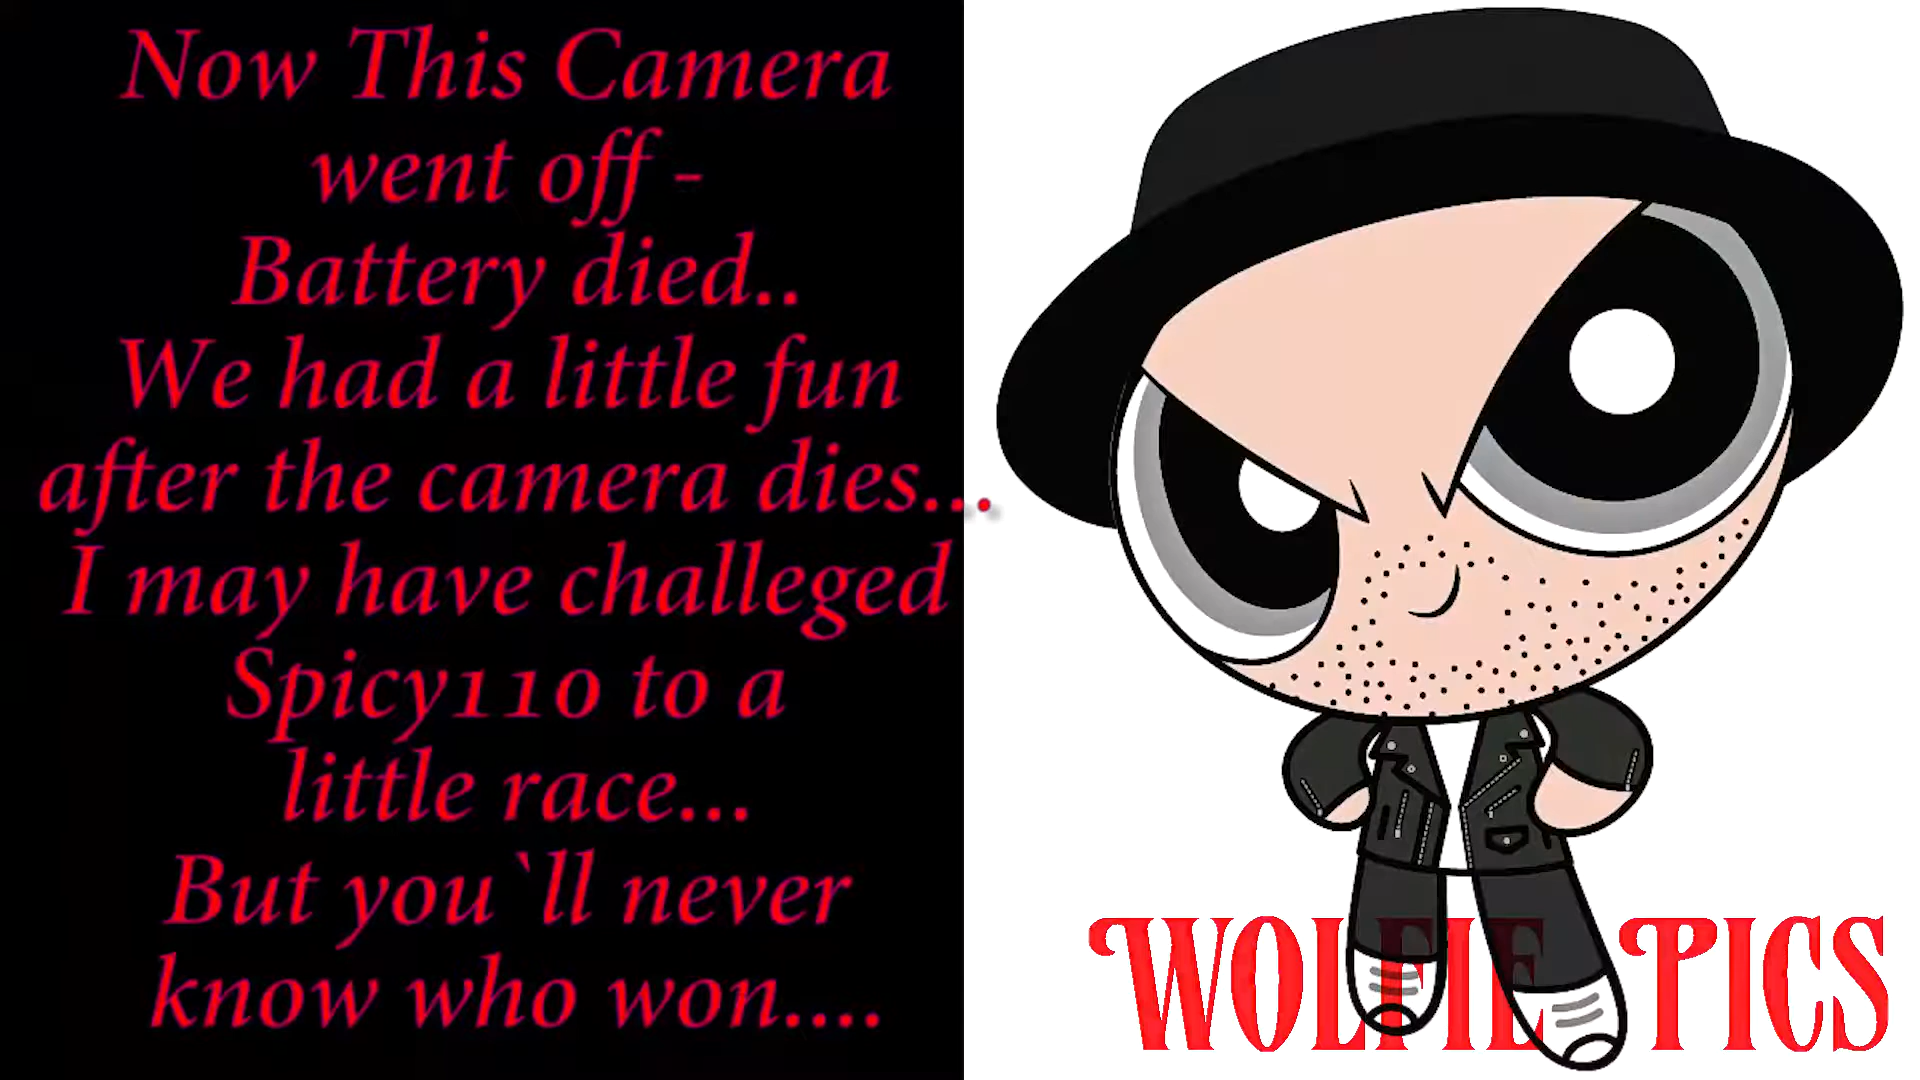 Now This Camera
went off -
Battery died..
We had a little fun
after the camera dies...
I may have challeged
Spicy110 to a
little race...
But you`ll never
know who won....
WOLFIE PICS